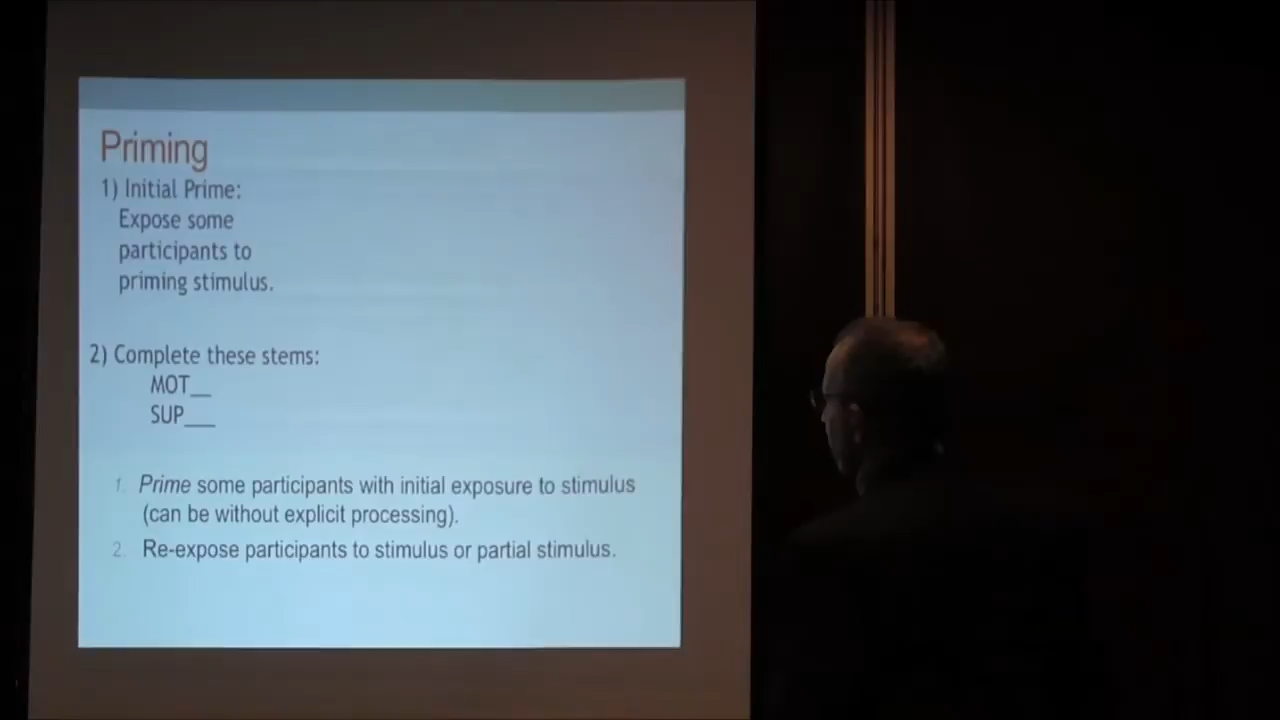 Priming
1) Initial Prime:
Expose some
participants to
priming stimulus.
2) Complete these stems:
MOT__
SUP___
1. Prime some participants with initial exposure to stimulus
(can be without explicit processing).
2. Re-expose participants to stimulus or partial stimulus.